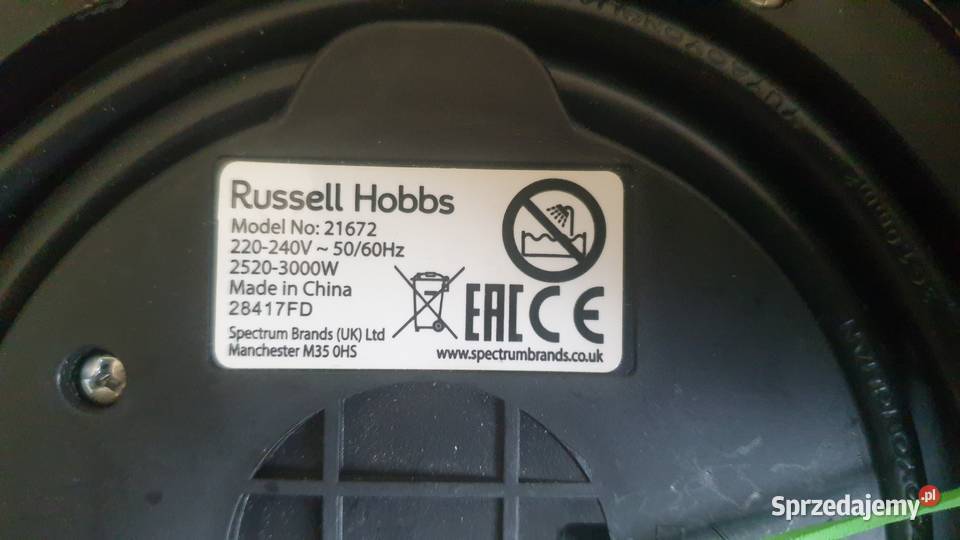 Russell Hobbs
Model No: 21672
220-240V ~ 50/60Hz
2520-3000W
Made in China
28417FD
Spectrum Brands (UK) Ltd
Manchester M35 0HS
EAC CE
www.spectrumbrands.co.uk
Sprzedajemy.pl